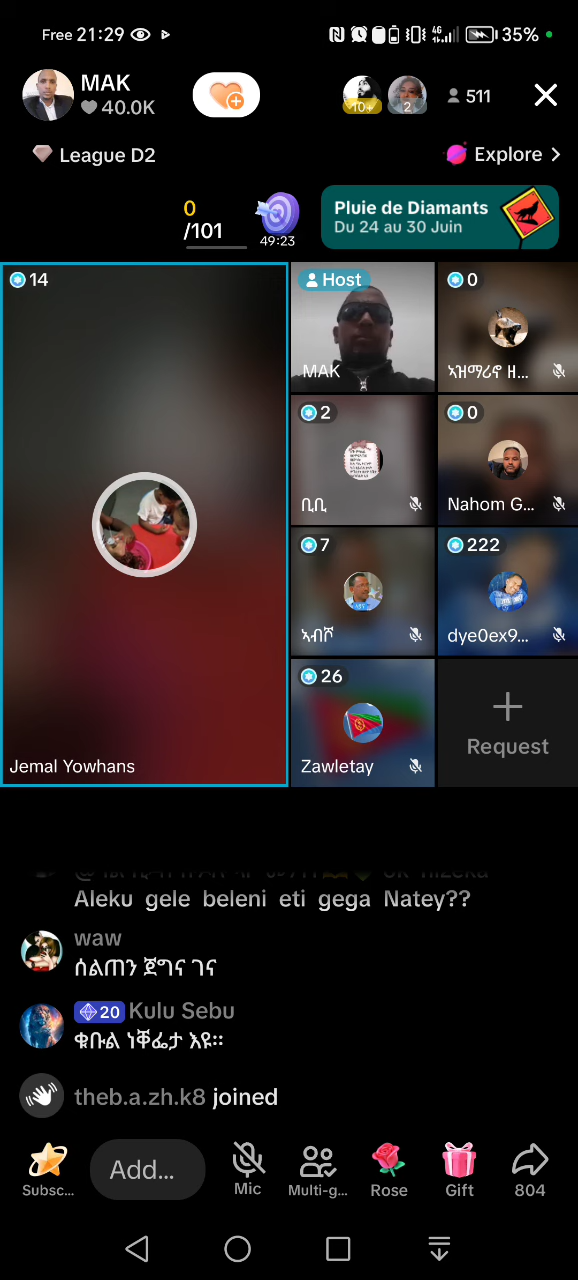 Free 21:29
4G 35%
MAK
40.0K
10+
2
511
League D2
Explore
0
/101
49:23
Pluie de Diamants
Du 24 au 30 Juin
14
Host
0
MAK
ኣዝማሪኖ ዘ...
2
0
ቢቢ
Nahom G...
7
222
ኣብሾ
dye0ex9...
26
Request
Jemal Yowhans
Zawletay
Aleku gele beleni eti gega Natey??
waw
ሰልጠን ጀግና ገና
20 Kulu Sebu
ቁቡል ነቐፌታ እዩ።
theb.a.zh.k8 joined
Subsc...
Add...
Mic
Multi-g...
Rose
Gift
804